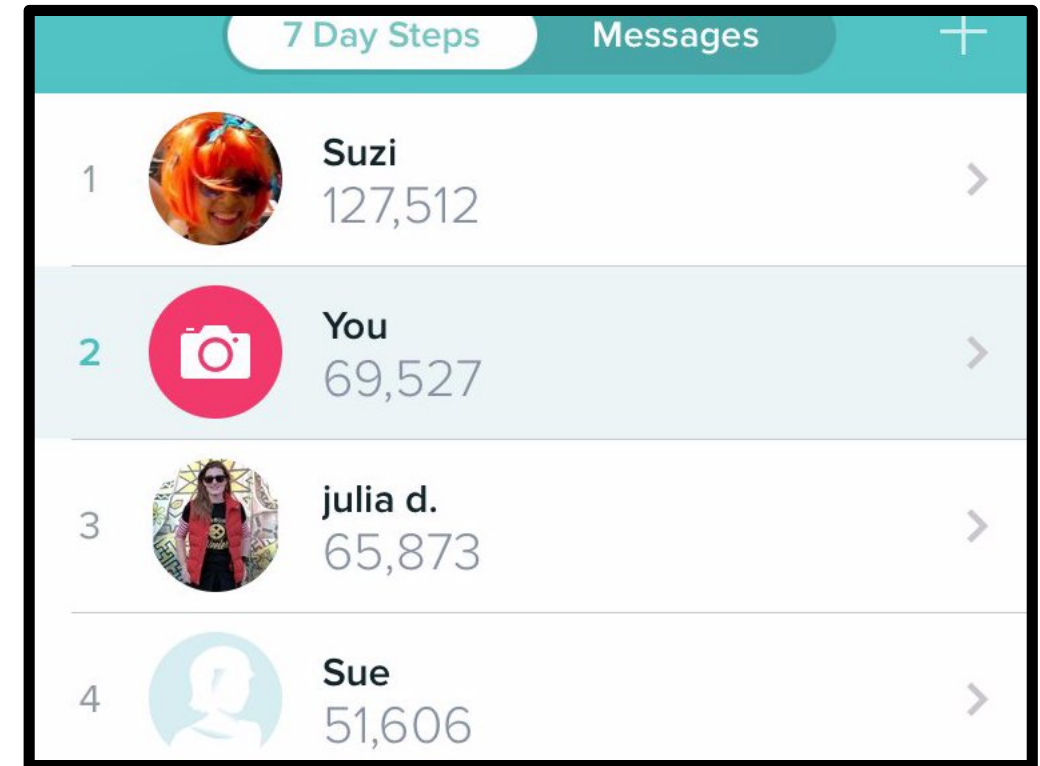 7 Day Steps Messages
1 Suzi
127,512
2 You
69,527
3 julia d.
65,873
4 Sue
51,606